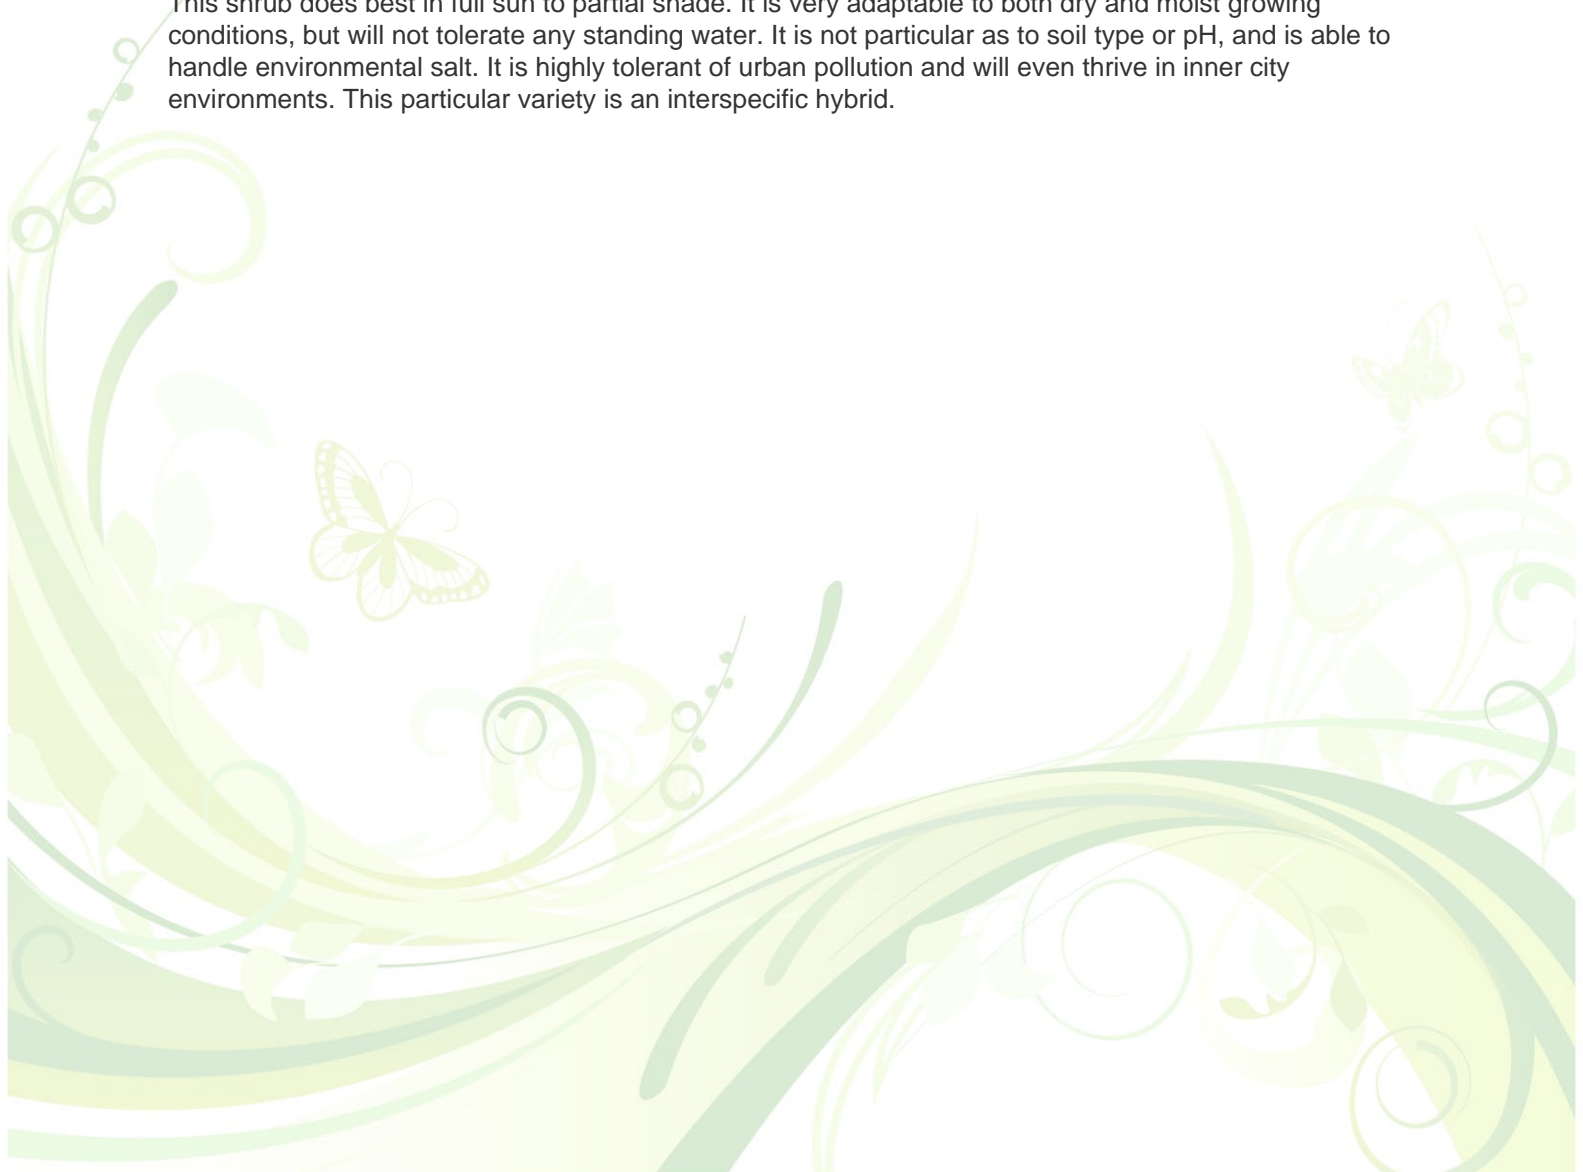 This shrub does best in full sun to partial shade. It is very adaptable to both dry and moist growing
conditions, but will not tolerate any standing water. It is not particular as to soil type or pH, and is able to
handle environmental salt. It is highly tolerant of urban pollution and will even thrive in inner city
environments. This particular variety is an interspecific hybrid.